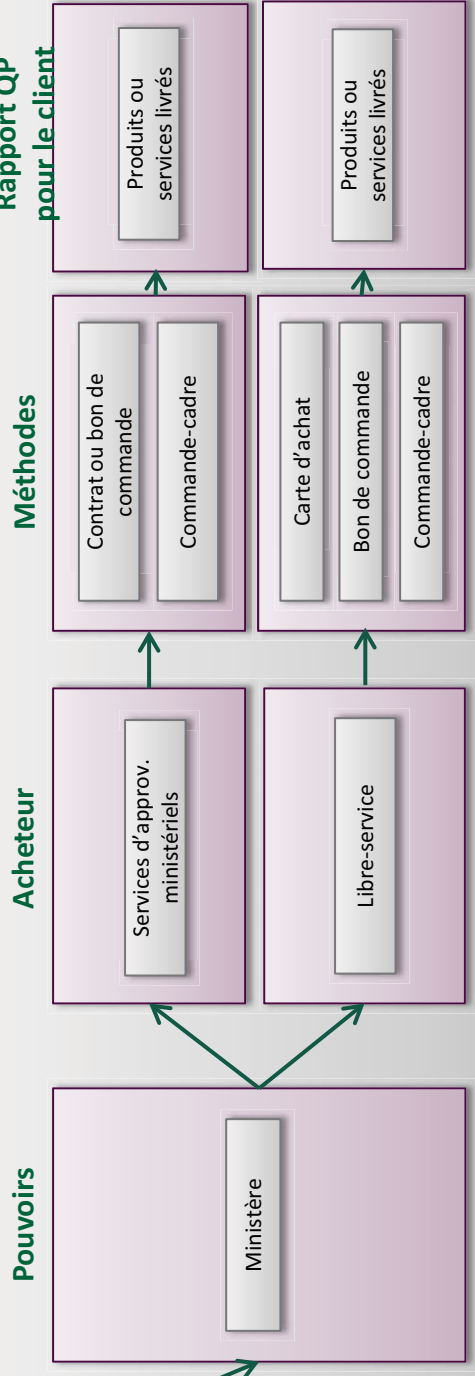 Pouvoirs
Acheteur
Méthodes
Rapport QP
pour le client
Ministère
Services d’approv.
ministériels
Contrat ou bon de
commande
Commande-cadre
Produits ou
services livrés
Libre-service
Carte d’achat
Bon de commande
Commande-cadre
Produits ou
services livrés